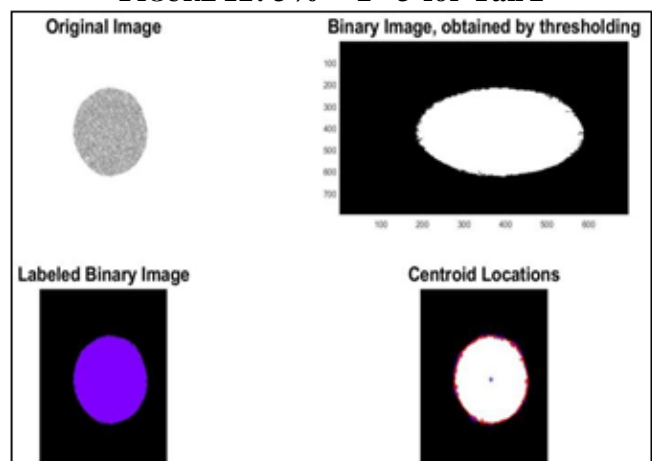 Original Image
Binary Image, obtained by thresholding
100
200
300
400
500
600
700
100 200 300 400 500 600
Labeled Binary Image
Centroid Locations